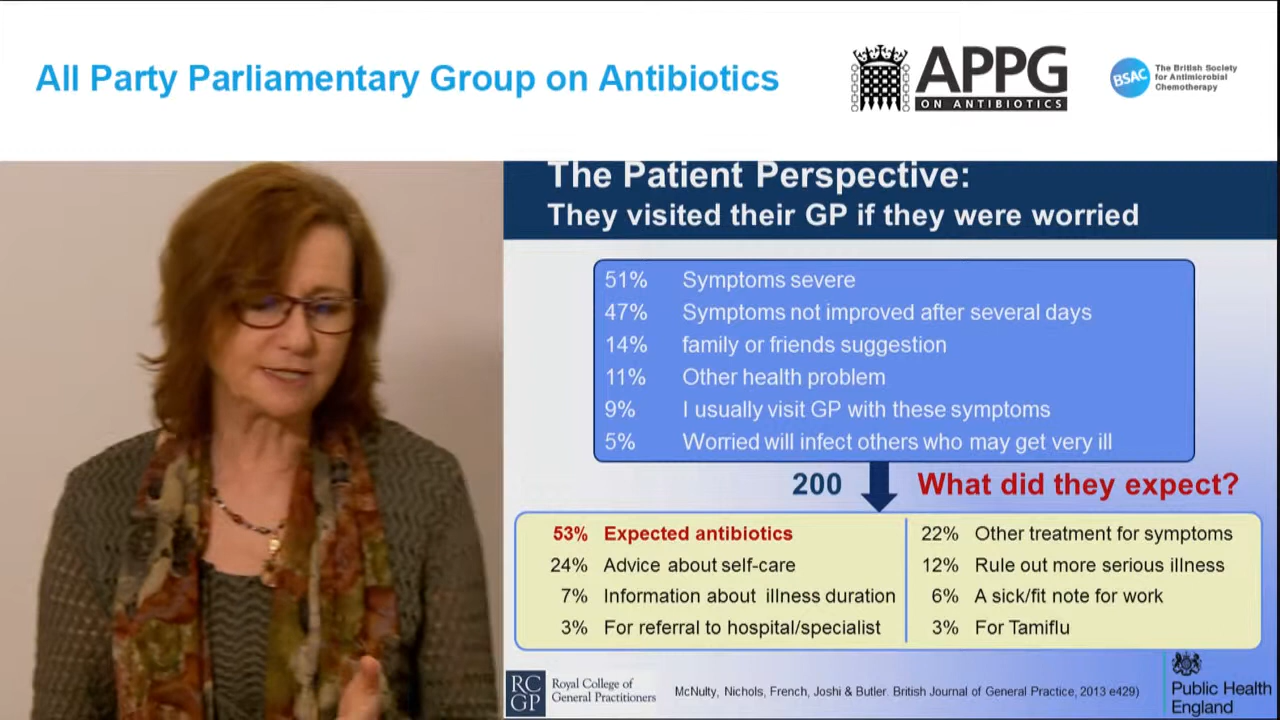 All Party Parliamentary Group on Antibiotics
APPG
ON ANTIBIOTICS
BSAC
The British Society
for Antimicrobial
Chemotherapy
The Patient Perspective:
They visited their GP if they were worried
51% Symptoms severe
47% Symptoms not improved after several days
14% family or friends suggestion
11% Other health problem
9% I usually visit GP with these symptoms
5% Worried will infect others who may get very ill
200 What did they expect?
53% Expected antibiotics
24% Advice about self-care
7% Information about illness duration
3% For referral to hospital/specialist
22% Other treatment for symptoms
12% Rule out more serious illness
6% A sick/fit note for work
3% For Tamiflu
RC
GP
Royal College of
General Practitioners
McNulty, Nichols, French, Joshi & Butler. British Journal of General Practice, 2013 e429)
Public Health
England